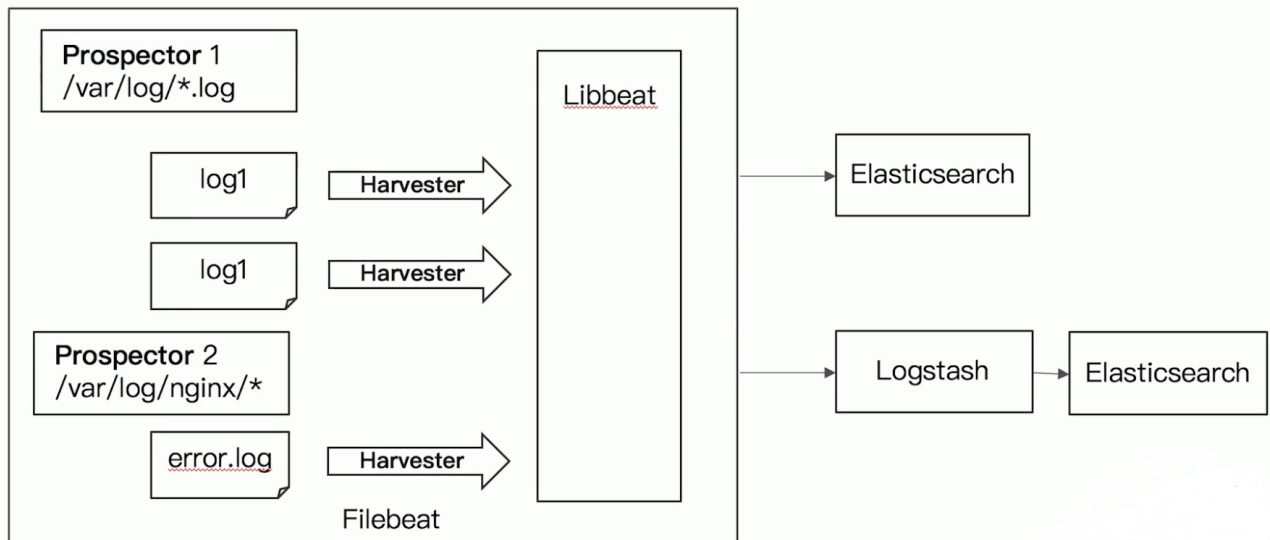 Prospector 1
/var/log/*.log
Libbeat
log1
Harvester
Elasticsearch
log1
Harvester
Prospector 2
/var/log/nginx/*
Logstash
Elasticsearch
error.log
Harvester
Filebeat